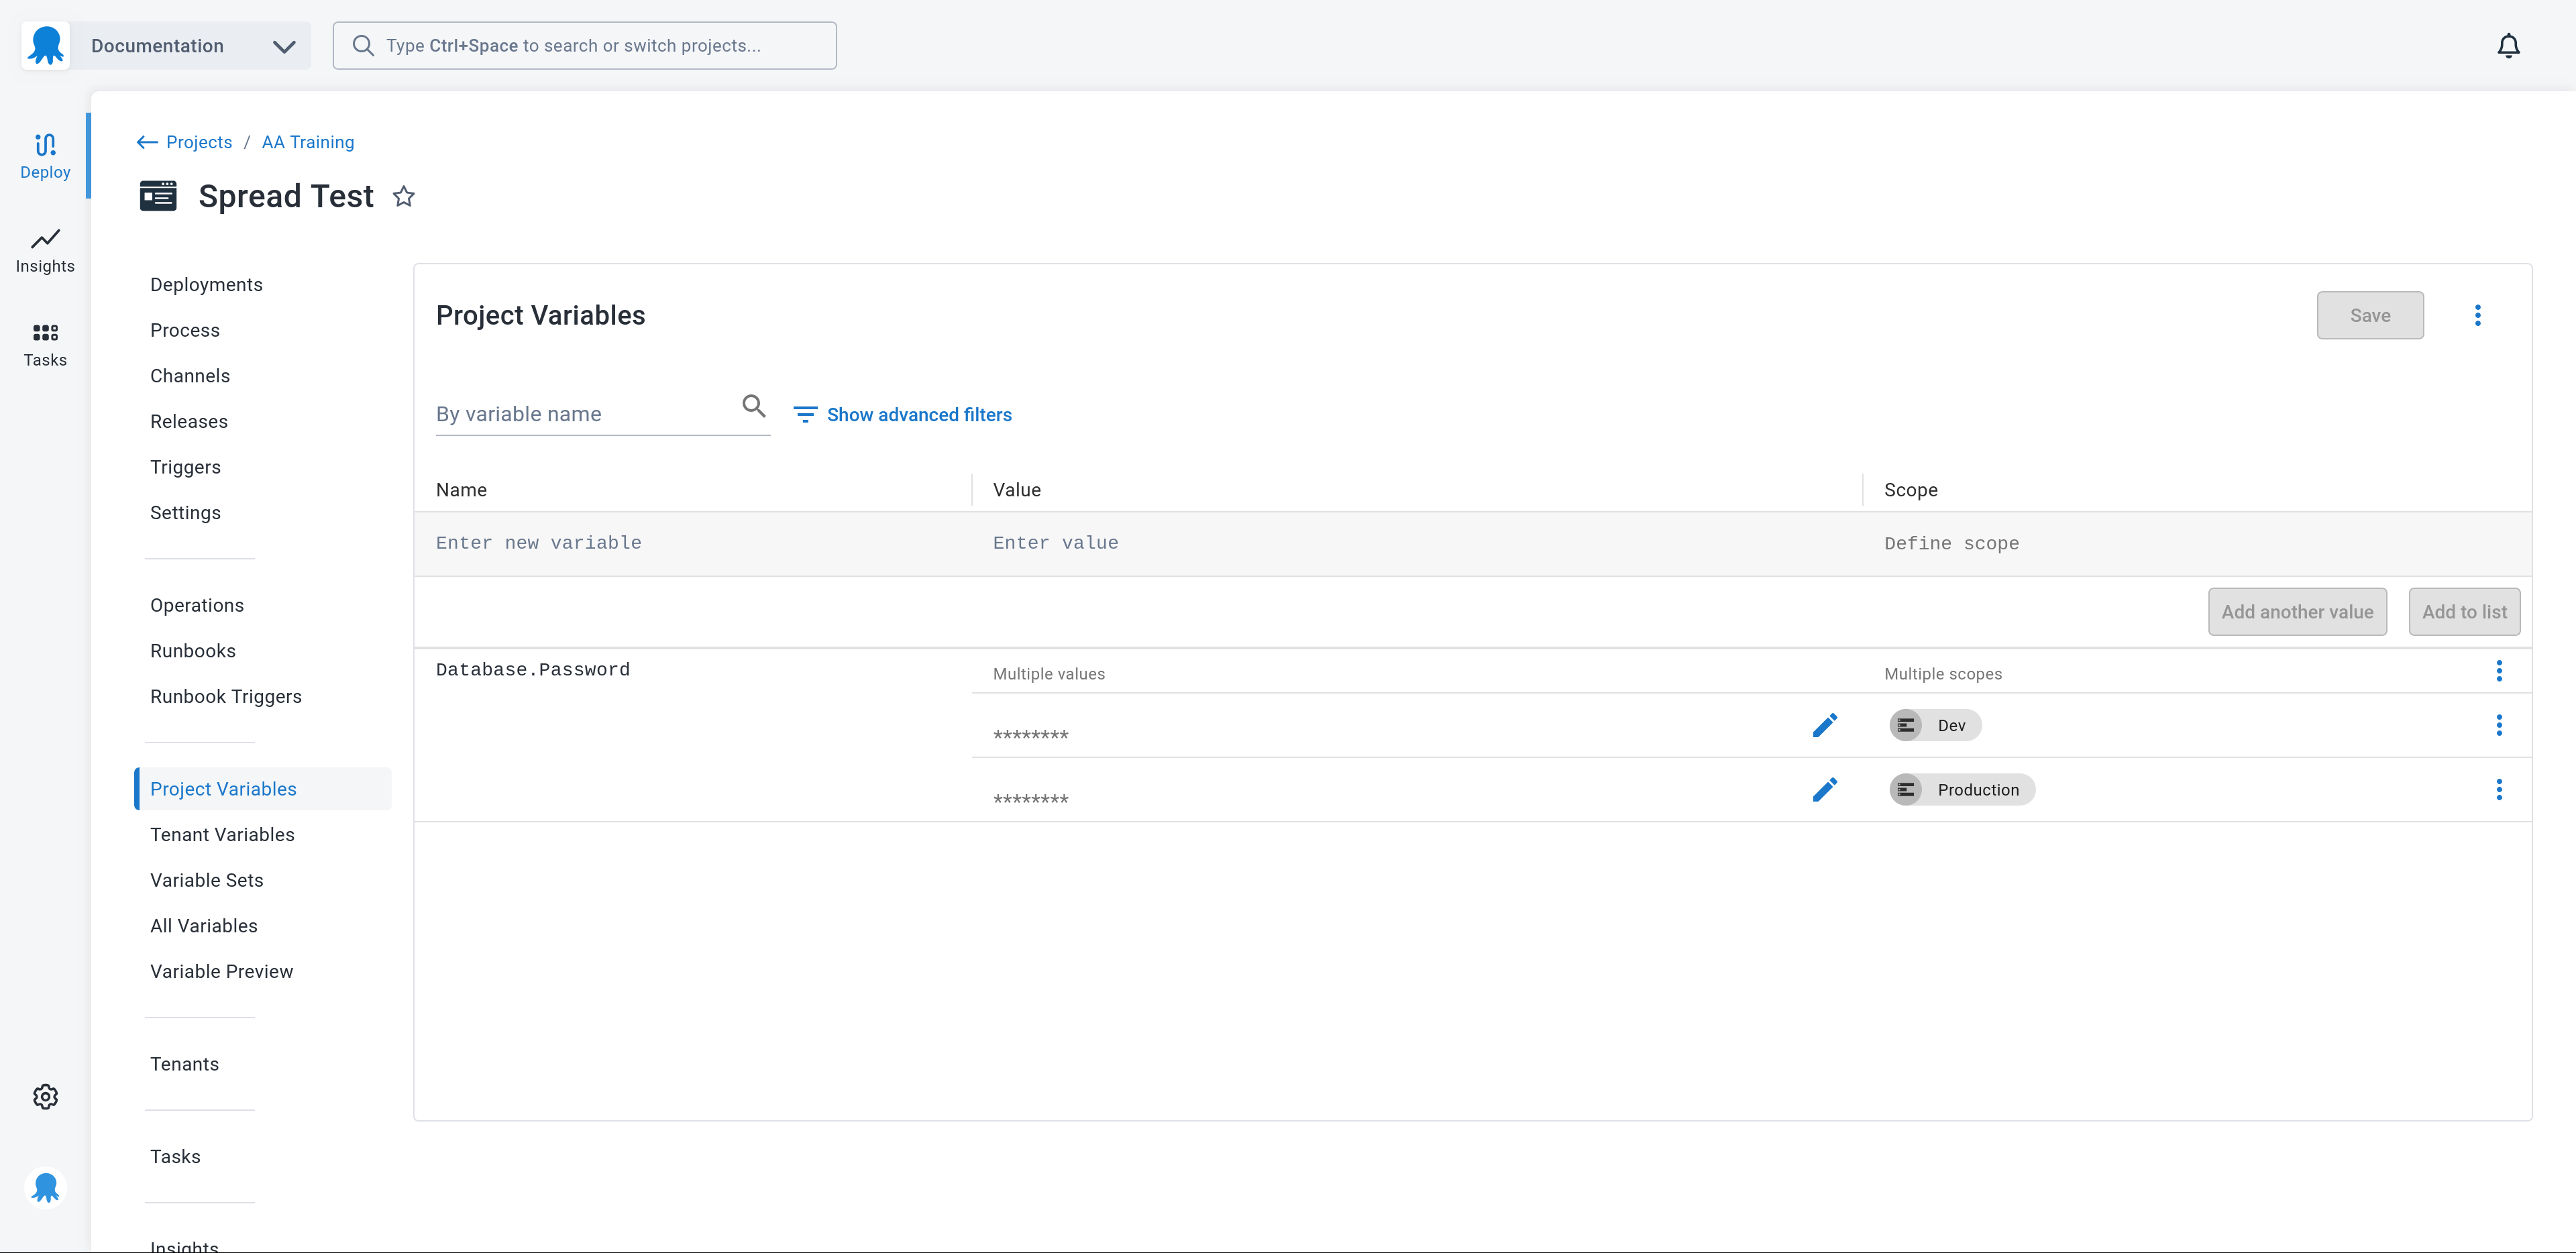 Documentation
Type Ctrl+Space to search or switch projects...
Deploy
Insights
Tasks
Projects / AA Training
Spread Test
Deployments
Process
Channels
Releases
Triggers
Settings
Operations
Runbooks
Runbook Triggers
Project Variables
Tenant Variables
Variable Sets
All Variables
Variable Preview
Tenants
Tasks
Insights
Project Variables
Save
By variable name
Show advanced filters
Name Value Scope
Enter new variable Enter value Define scope
Add another value Add to list
Database.Password Multiple values Multiple scopes
******** Dev
******** Production